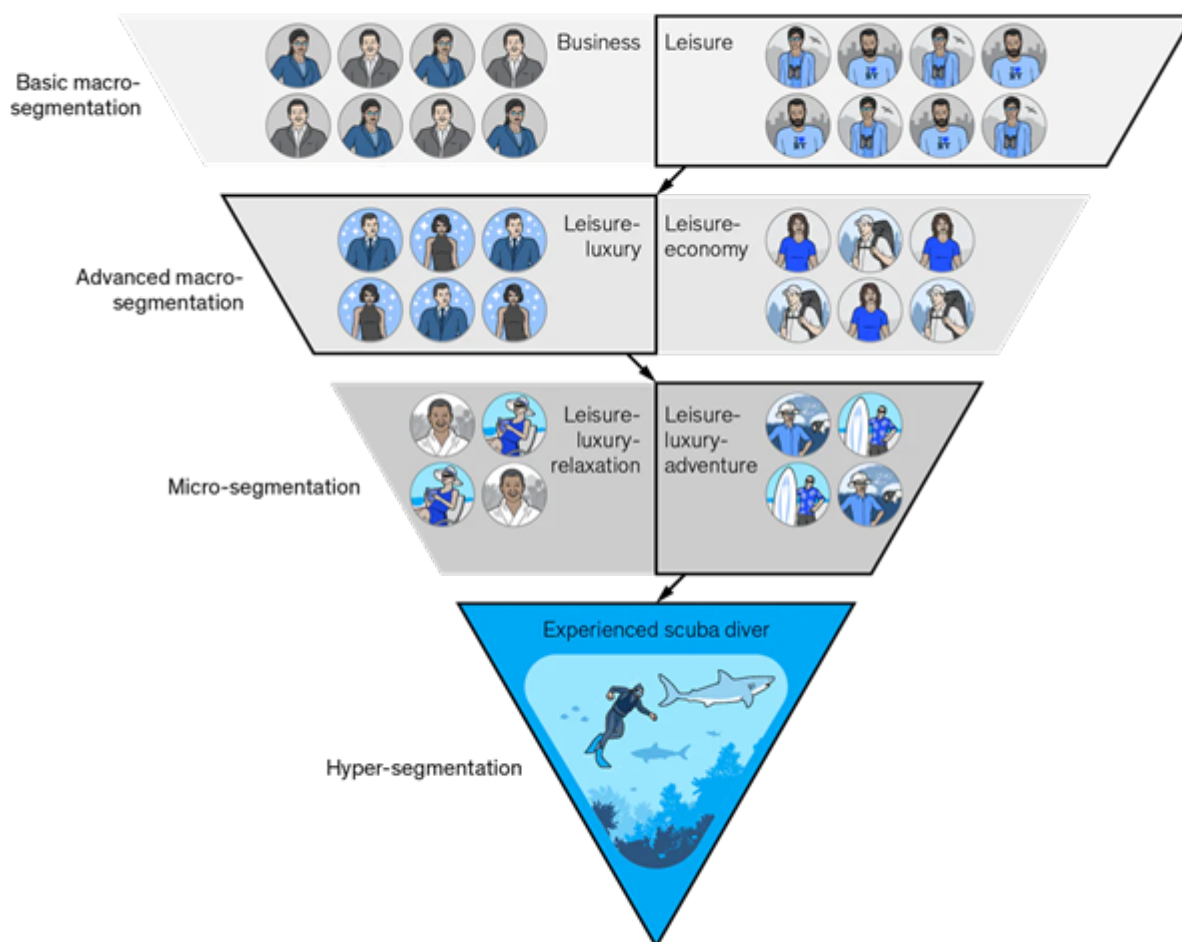 Basic macro-
segmentation
Business
Leisure
Advanced macro-
segmentation
Leisure-
luxury
Leisure-
economy
Micro-segmentation
Leisure-
luxury-
relaxation
Leisure-
luxury-
adventure
Hyper-segmentation
Experienced scuba diver